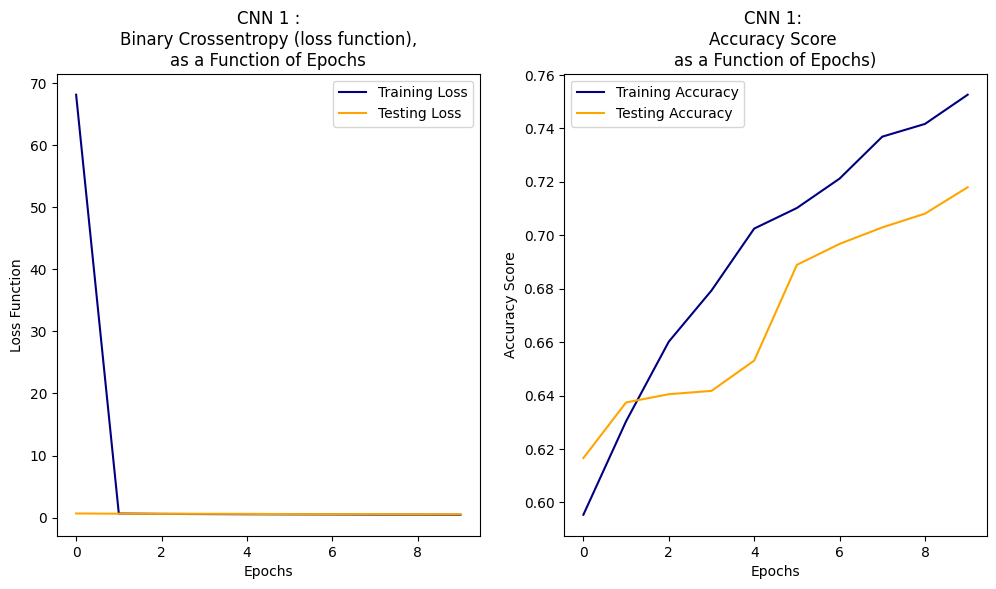 CNN 1 :
Binary Crossentropy (loss function),
as a Function of Epochs
70
60
50
40
30
20
10
0
Loss Function
Training Loss
Testing Loss
0 2 4 6 8
Epochs
CNN 1:
Accuracy Score
as a Function of Epochs)
0.76
0.74
0.72
0.70
0.68
0.66
0.64
0.62
0.60
Accuracy Score
Training Accuracy
Testing Accuracy
0 2 4 6 8
Epochs